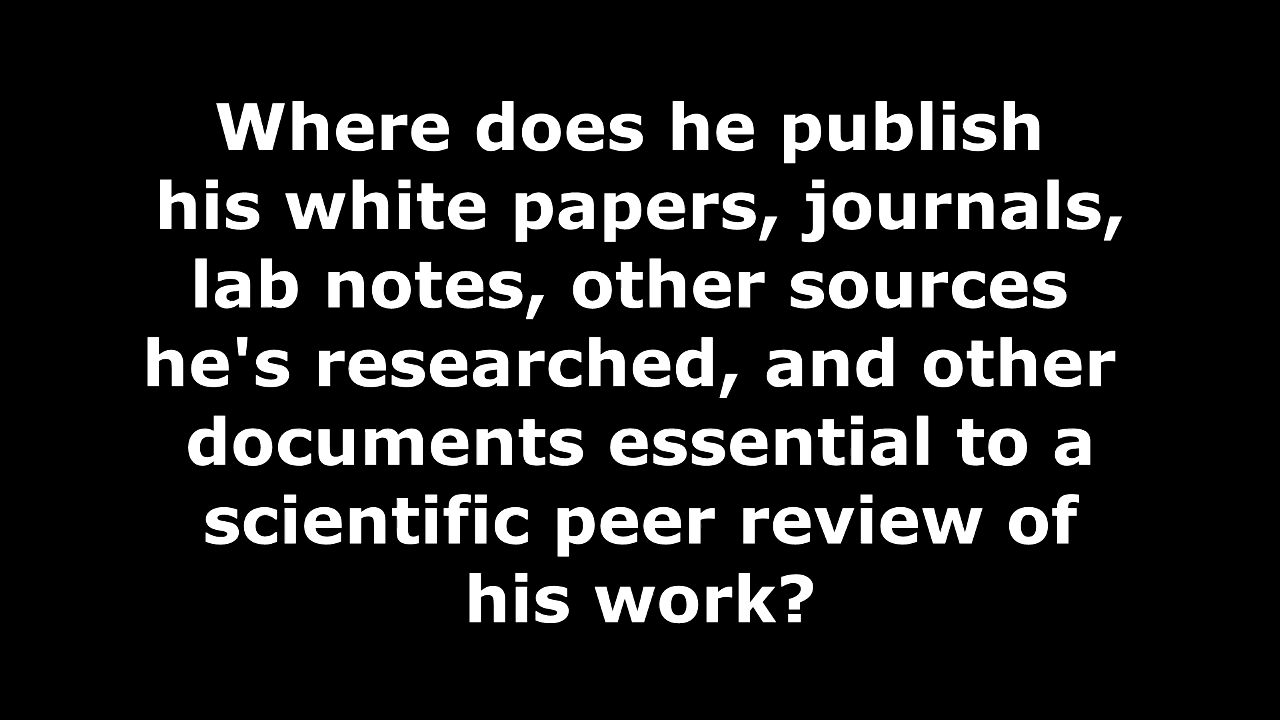 Where does he publish
his white papers, journals,
lab notes, other sources
he's researched, and other
documents essential to a
scientific peer review of
his work?